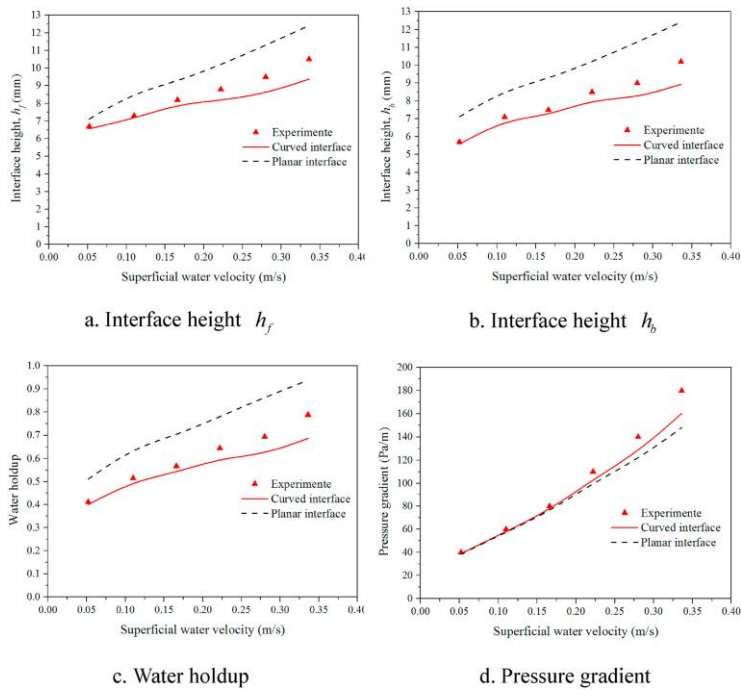 13
12
11
10
9
8
7
6
5
4
3
2
1
0
Interface height, h_f (mm)
Experimente
Curved interface
Planar interface
0.00 0.05 0.10 0.15 0.20 0.25 0.30 0.35 0.40
Superficial water velocity (m/s)
a. Interface height h_f
13
12
11
10
9
8
7
6
5
4
3
2
1
0
Interface height, h_b (mm)
Experimente
Curved interface
Planar interface
0.00 0.05 0.10 0.15 0.20 0.25 0.30 0.35 0.40
Superficial water velocity (m/s)
b. Interface height h_b
1.0
0.9
0.8
0.7
0.6
0.5
0.4
0.3
0.2
0.1
0.0
Water holdup
Experimente
Curved interface
Planar interface
0.00 0.05 0.10 0.15 0.20 0.25 0.30 0.35 0.40
Superficial water velocity (m/s)
c. Water holdup
200
180
160
140
120
100
80
60
40
20
0
Pressure gradient (Pa/m)
Experimente
Curved interface
Planar interface
0.00 0.05 0.10 0.15 0.20 0.25 0.30 0.35 0.40
Superficial water velocity (m/s)
d. Pressure gradient